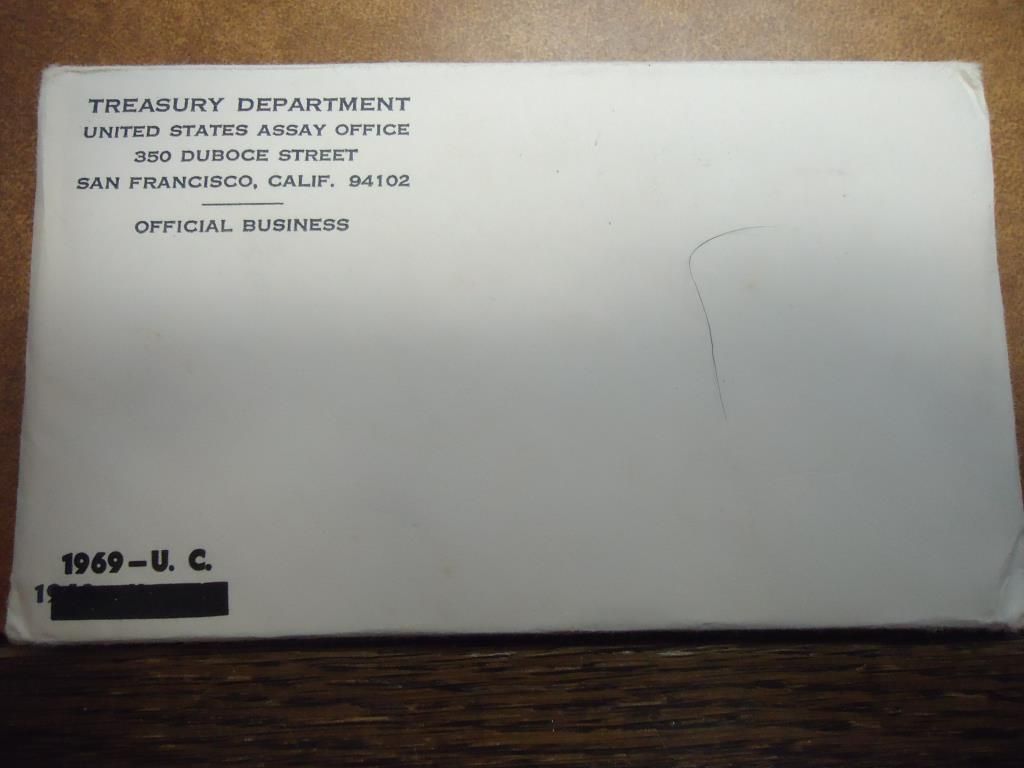 TREASURY DEPARTMENT
UNITED STATES ASSAY OFFICE
350 DUBOCE STREET
SAN FRANCISCO, CALIF. 94102
OFFICIAL BUSINESS
1969-U. C.